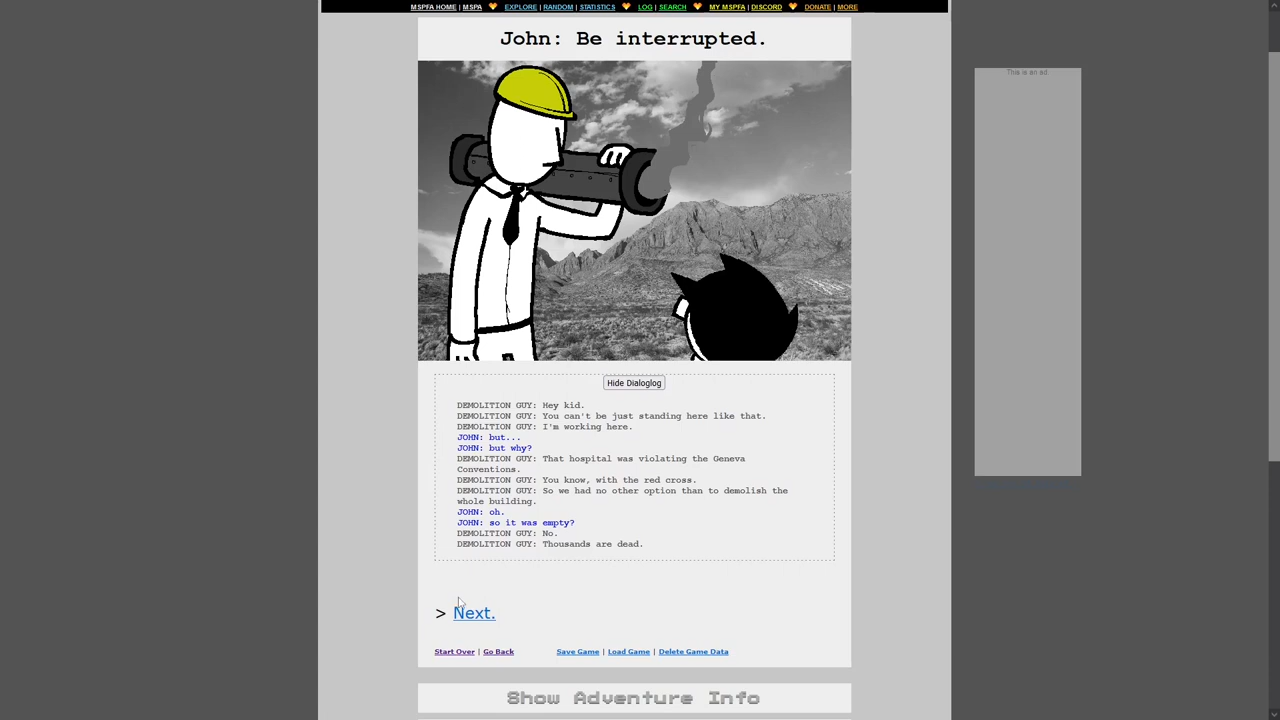 MSPFA HOME | MSPA EXPLORE | RANDOM | STATISTICS LOG | SEARCH MY MSPFA | DISCORD DONATE | MORE
John: Be interrupted.
This is an ad.
Hide Dialoglog
DEMOLITION GUY: Hey kid.
DEMOLITION GUY: You can't be just standing here like that.
DEMOLITION GUY: I'm working here.
JOHN: but...
JOHN: but why?
DEMOLITION GUY: That hospital was violating the Geneva
Conventions.
DEMOLITION GUY: You know, with the red cross.
DEMOLITION GUY: So we had no other option than to demolish the
whole building.
JOHN: oh.
JOHN: so it was empty?
DEMOLITION GUY: No.
DEMOLITION GUY: Thousands are dead.
> Next.
Start Over | Go Back Save Game | Load Game | Delete Game Data
Show Adventure Info